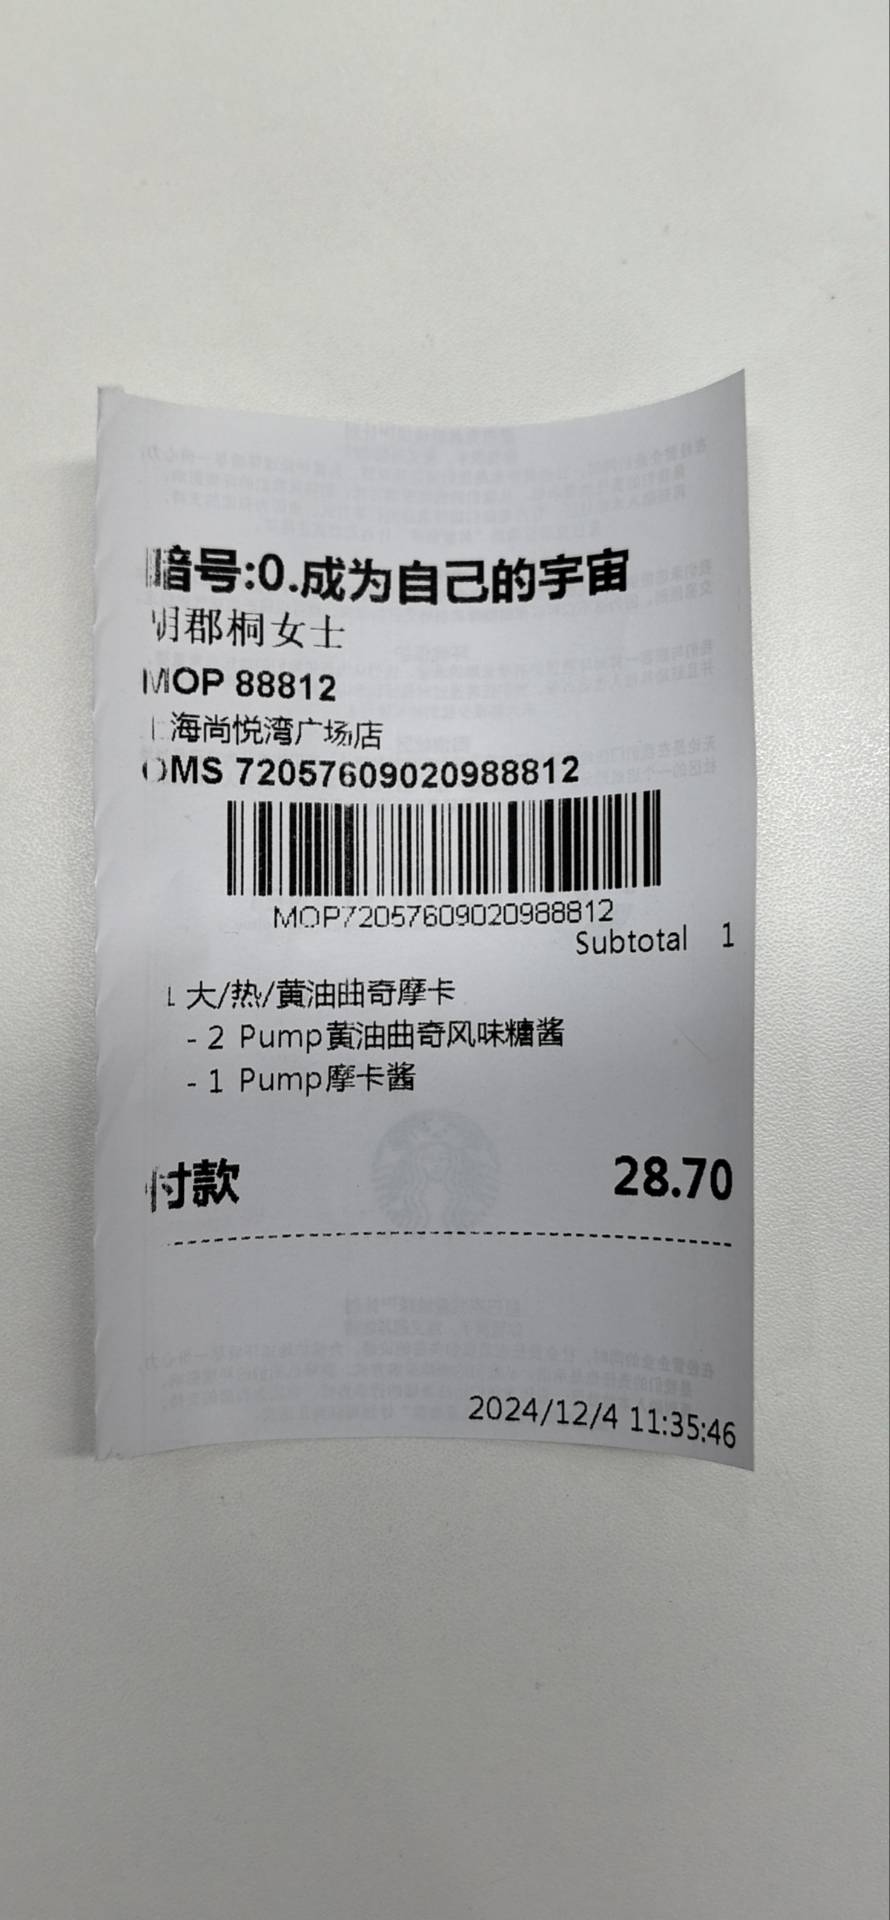 暗号:0.成为自己的宇宙
胡郡桐女士
MOP 88812
上海尚悦湾广场店
OMS 72057609020988812
MOP72057609020988812
Subtotal 1
1 大/热/黄油曲奇摩卡
- 2 Pump黄油曲奇风味糖酱
- 1 Pump摩卡酱
付款 28.70
2024/12/4 11:35:46